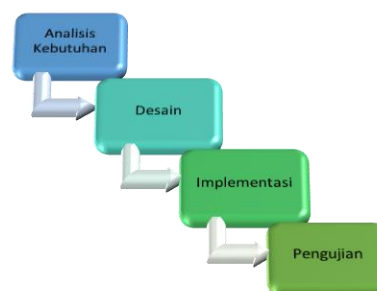 Analisis
Kebutuhan
Desain
Implementasi
Pengujian